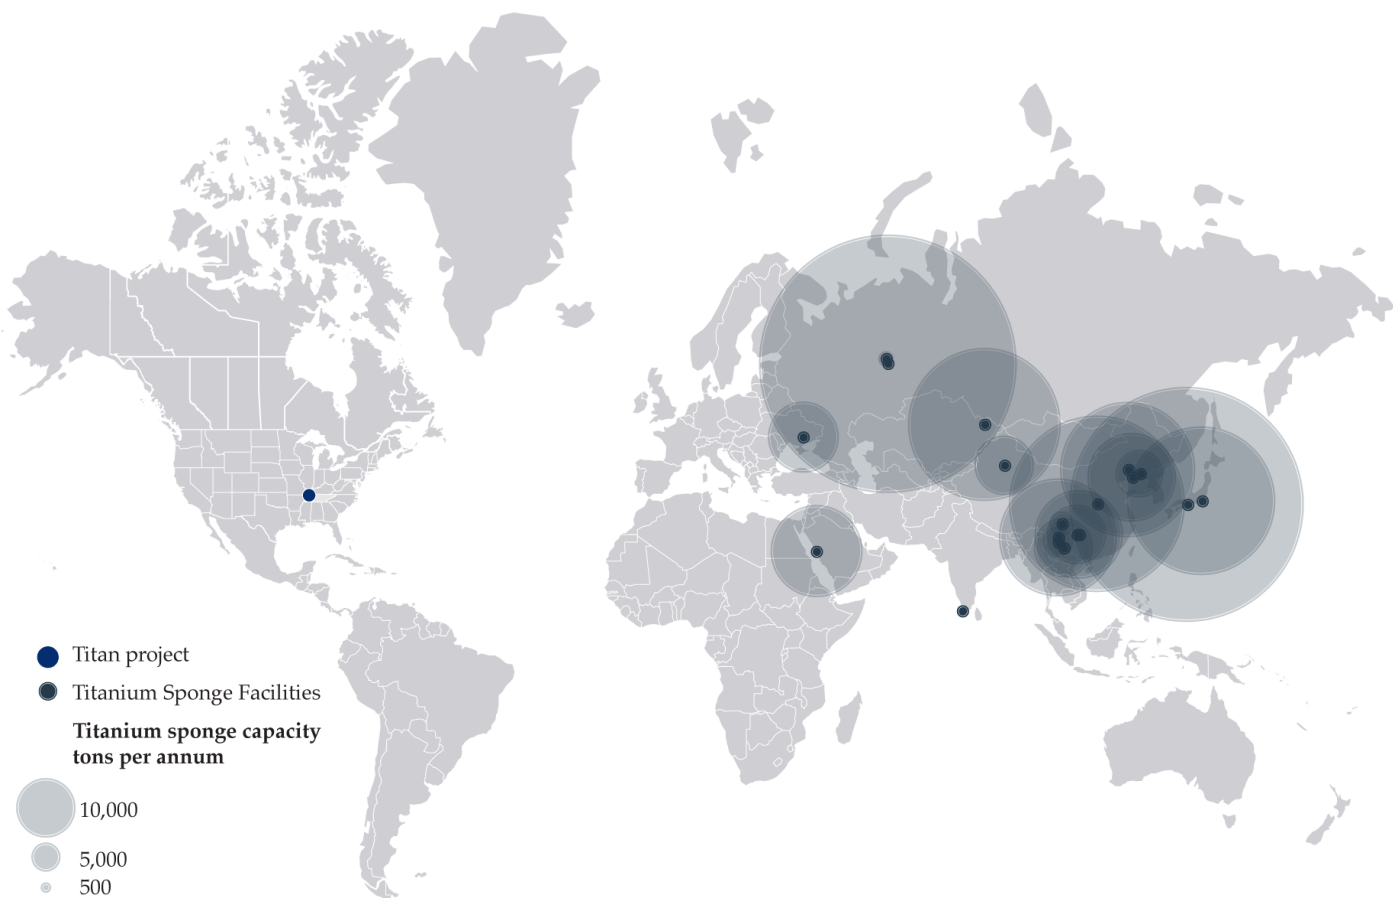 Titan project
Titanium Sponge Facilities
Titanium sponge capacity
tons per annum
10,000
5,000
500